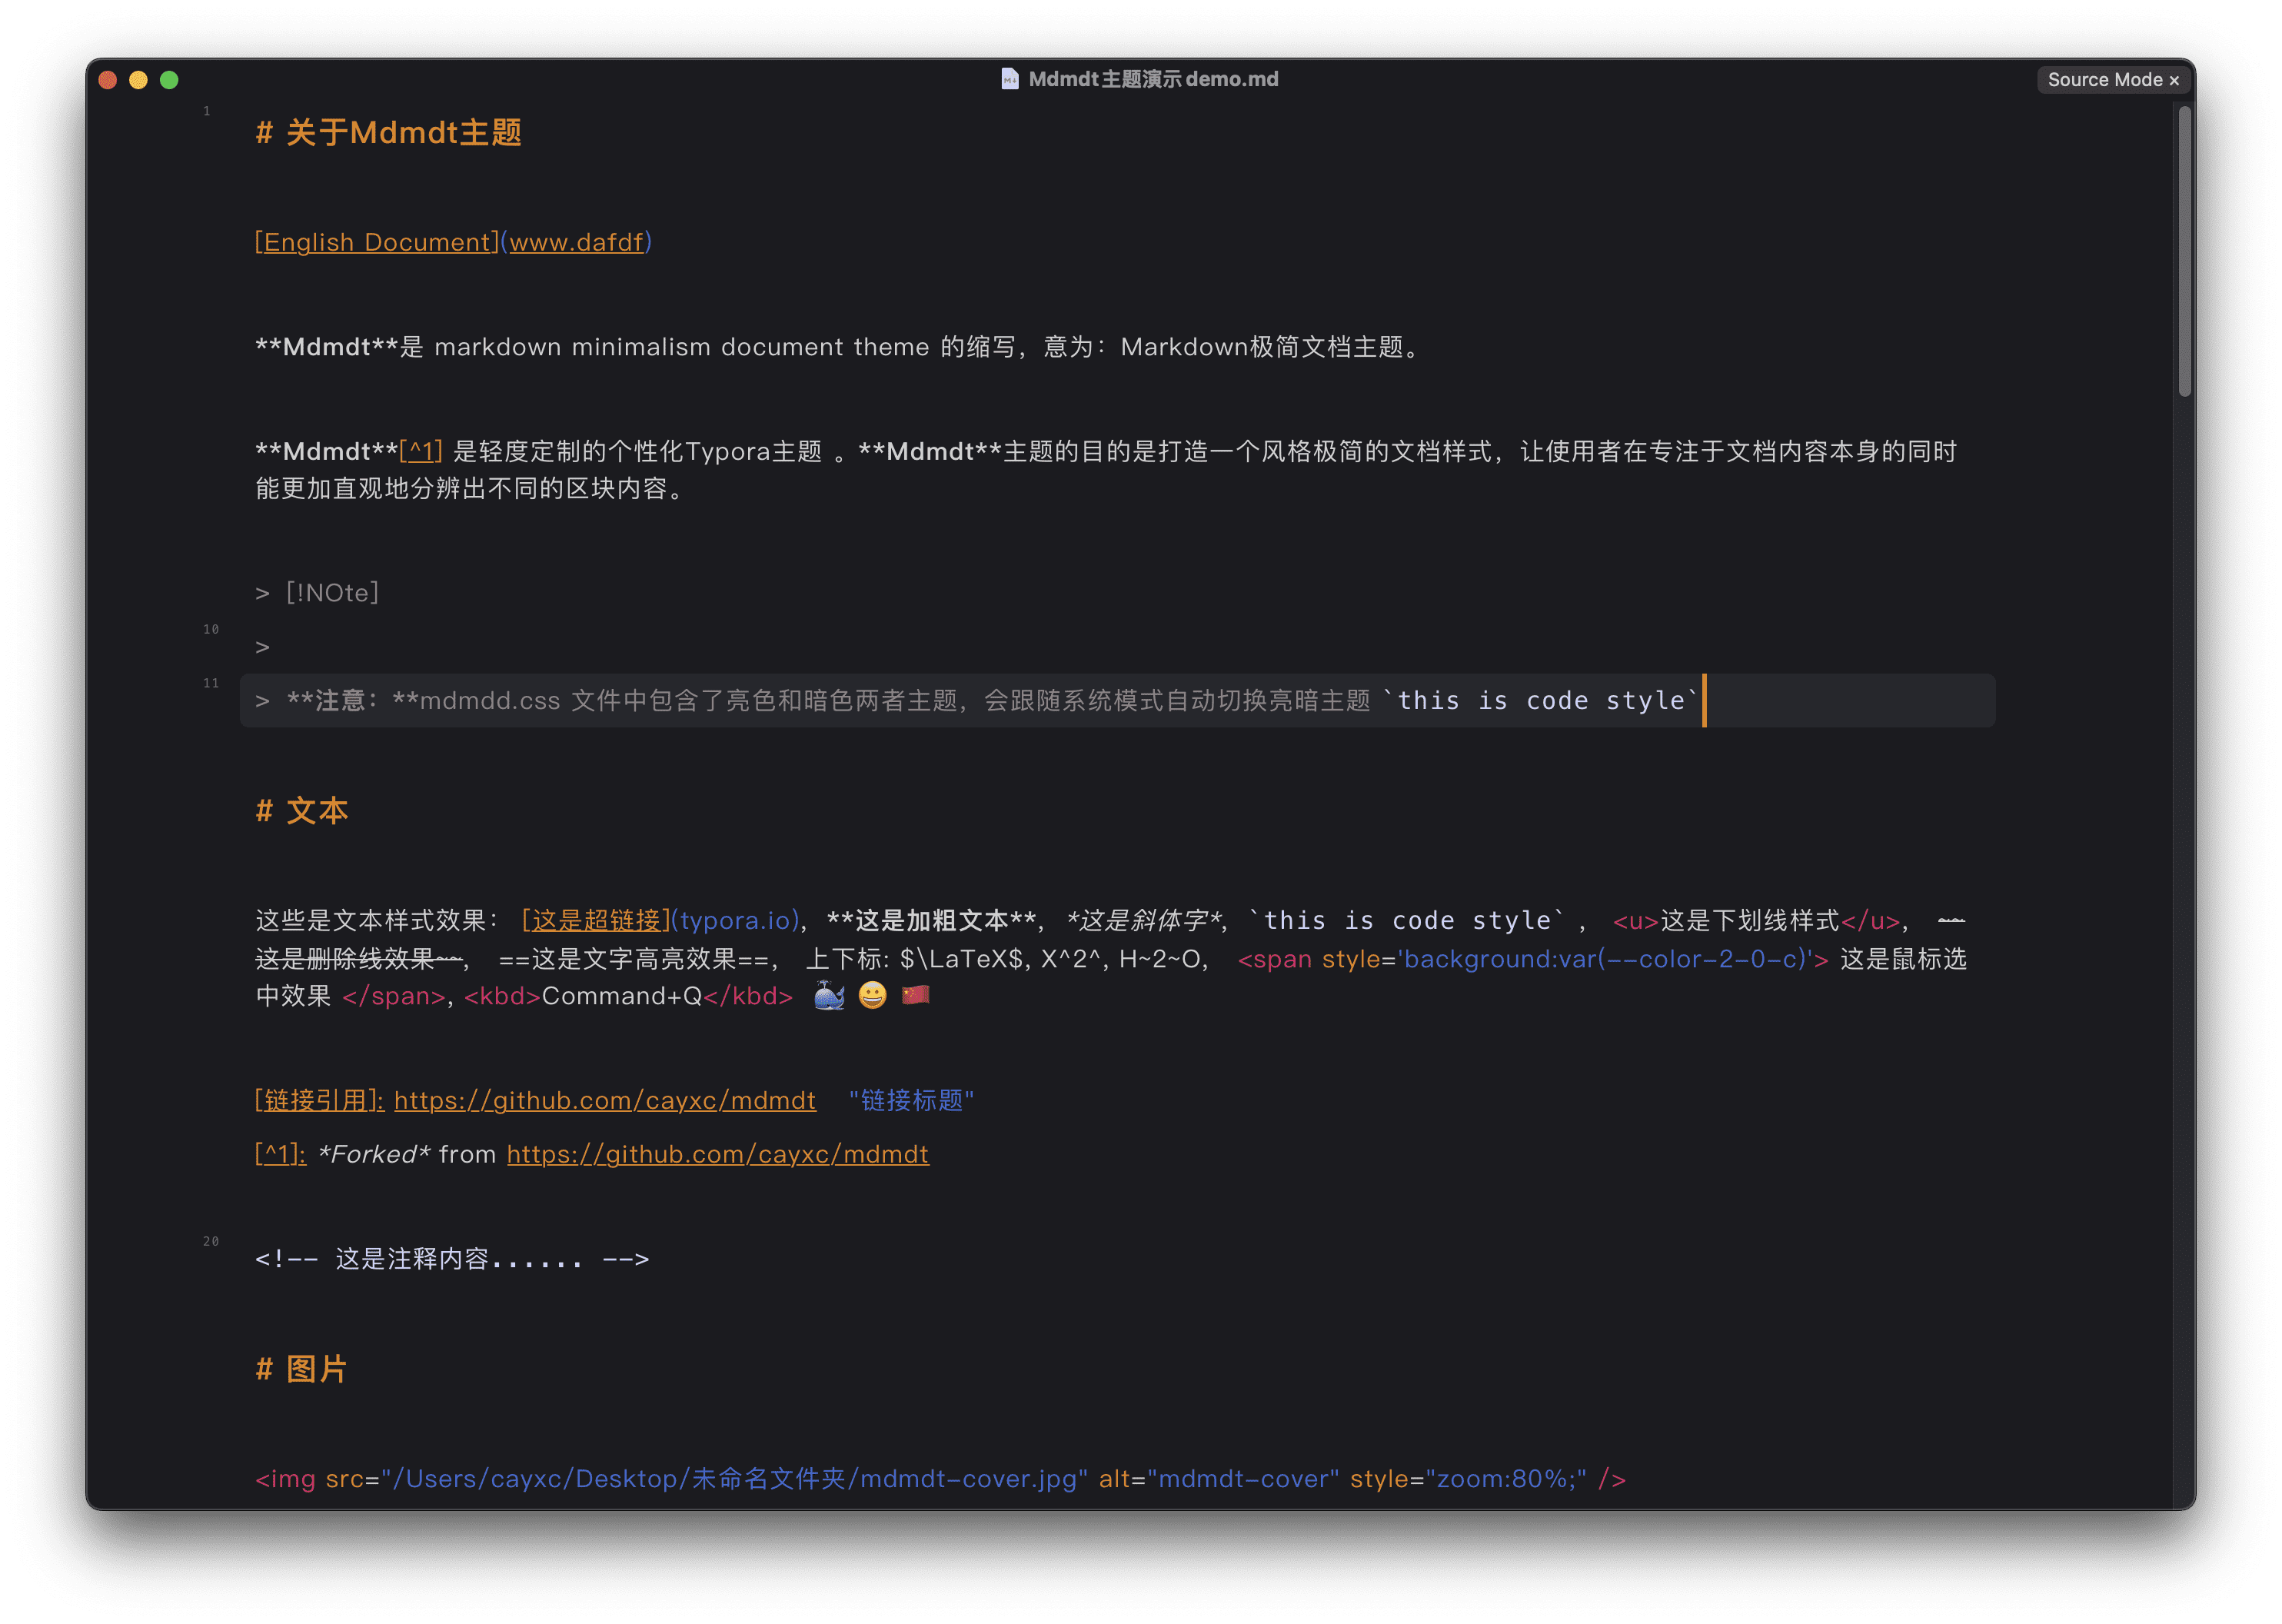 Mdmdt主题演示demo.md
Source Mode ×
1
# 关于Mdmdt主题
[English Document](www.dafdf)
**Mdmdt**是 markdown minimalism document theme 的缩写，意为：Markdown极简文档主题。
**Mdmdt**[^1] 是轻度定制的个性化Typora主题 。**Mdmdt**主题的目的是打造一个风格极简的文档样式，让使用者在专注于文档内容本身的同时
能更加直观地分辨出不同的区块内容。
> [!NOte]
10
>
11
> **注意：**mdmdd.css 文件中包含了亮色和暗色两者主题，会跟随系统模式自动切换亮暗主题 `this is code style`
# 文本
这些是文本样式效果： [这是超链接](typora.io)，**这是加粗文本**，*这是斜体字*，`this is code style` ， <u>这是下划线样式</u>， ~~
这是删除线效果~~， ==这是文字高亮效果==， 上下标: $\LaTeX$, X^2^, H~2~O, <span style='background:var(--color-2-0-c)'> 这是鼠标选
中效果 </span>, <kbd>Command+Q</kbd> 🐳 😀 🇨🇳
[链接引用]: https://github.com/cayxc/mdmdt "链接标题"
[^1]: *Forked* from https://github.com/cayxc/mdmdt
20
<!-- 这是注释内容...... -->
# 图片
<img src="/Users/cayxc/Desktop/未命名文件夹/mdmdt-cover.jpg" alt="mdmdt-cover" style="zoom:80%;" />